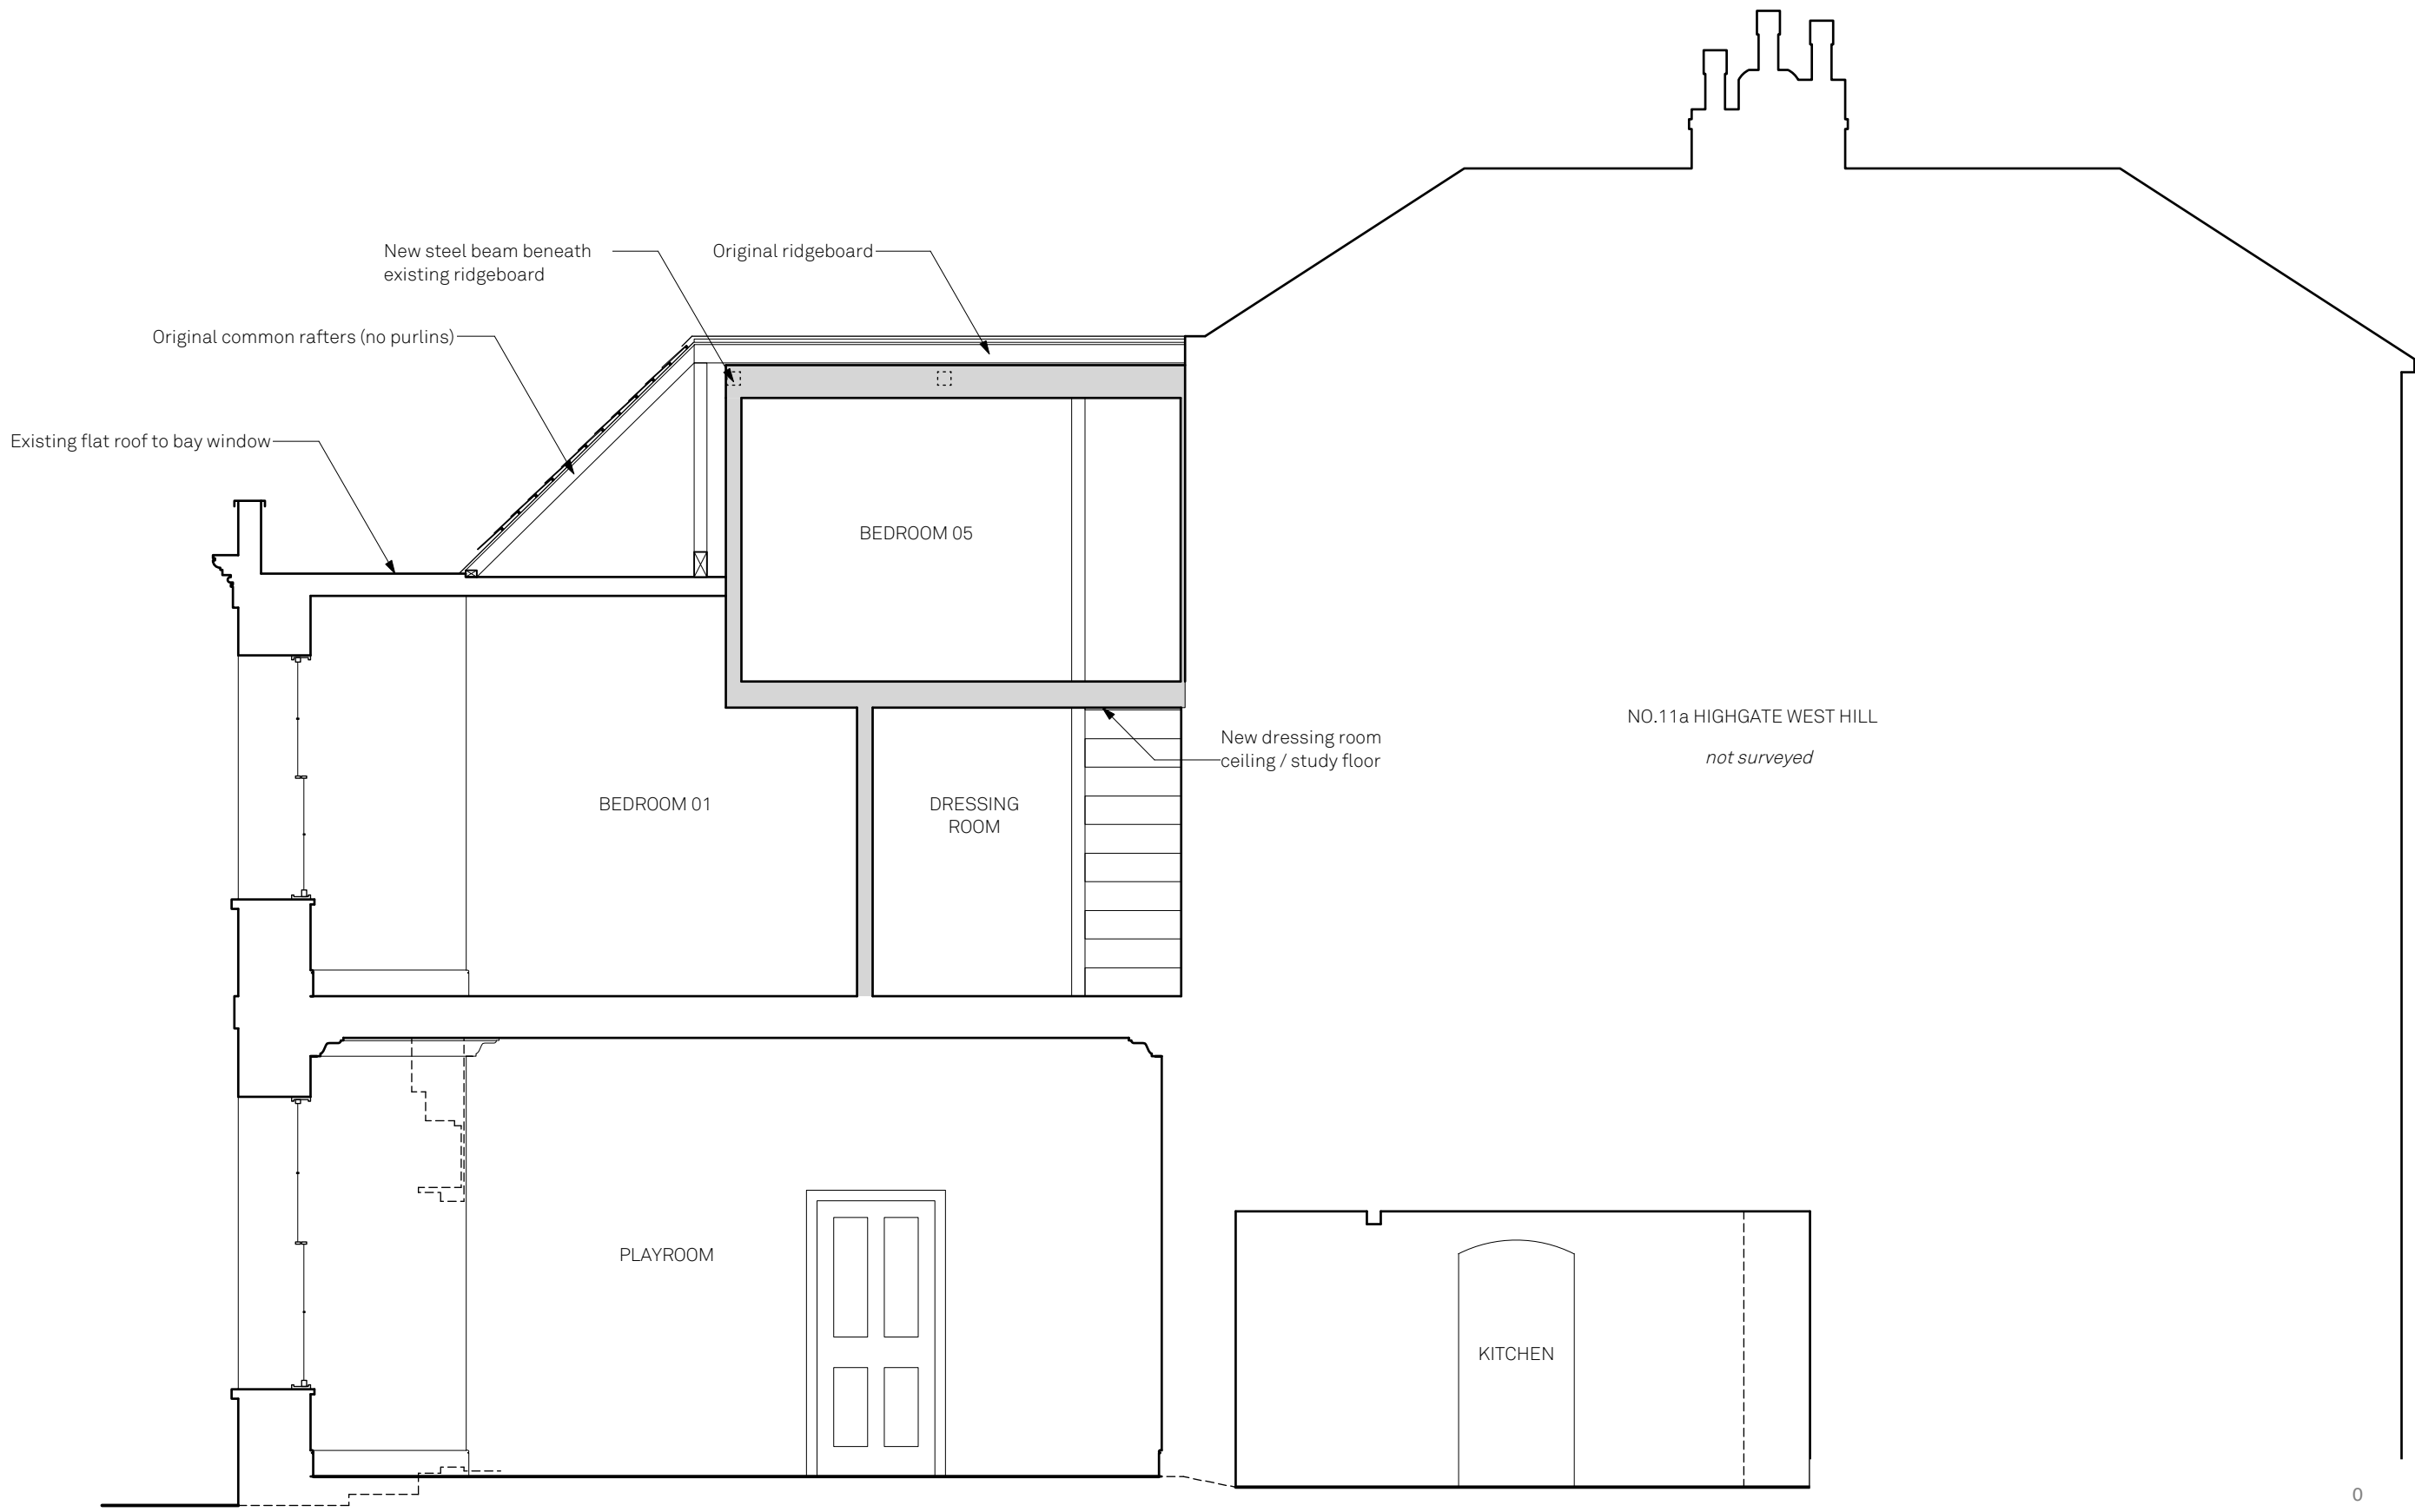 New steel beam beneath
existing ridgeboard
Original ridgeboard
Original common rafters (no purlins)
Existing flat roof to bay window
BEDROOM 05
NO.11a HIGHGATE WEST HILL
not surveyed
New dressing room
ceiling / study floor
BEDROOM 01
DRESSING
ROOM
PLAYROOM
KITCHEN
0